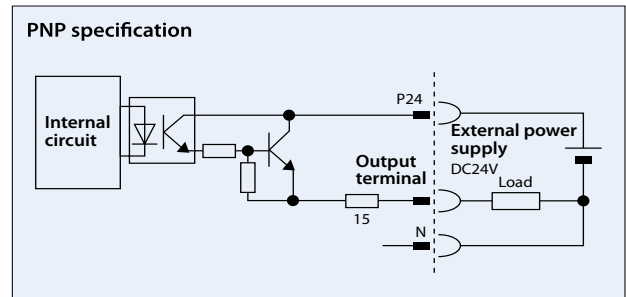 PNP specification
P24
Internal
circuit
External power
supply
DC24V
Output
terminal
Load
15
N